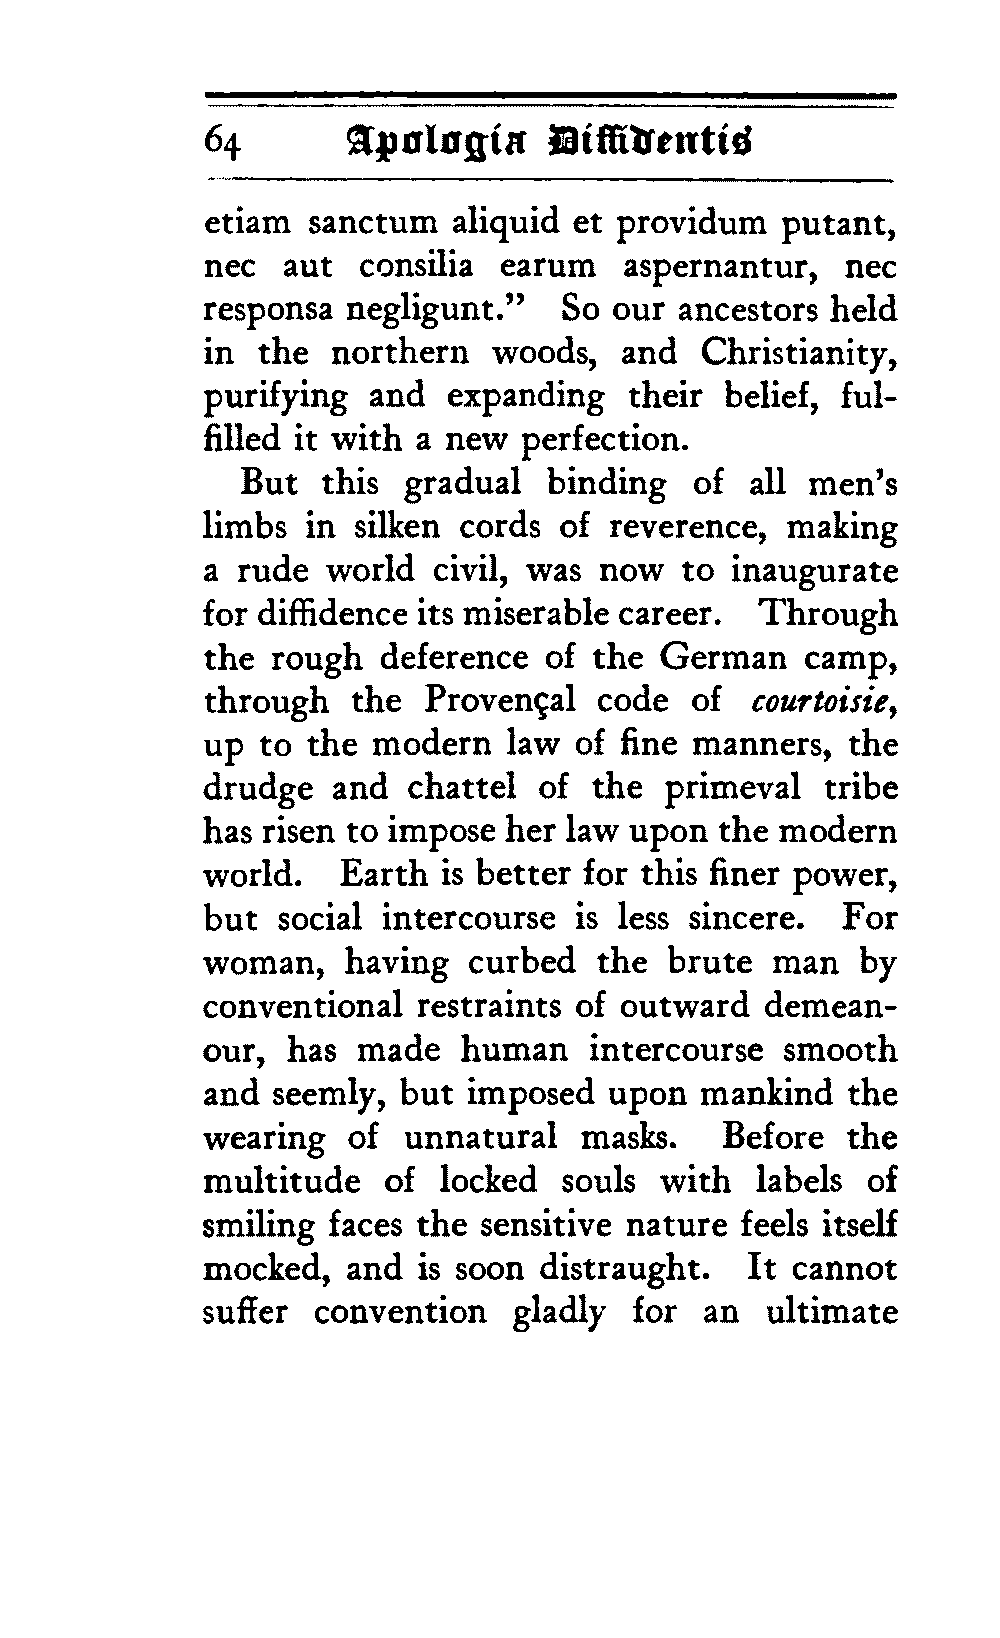 64 Apologia Diffidentis
etiam sanctum aliquid et providum putant,
nec aut consilia earum aspernantur, nec
responsa negligunt.” So our ancestors held
in the northern woods, and Christianity,
purifying and expanding their belief, ful-
filled it with a new perfection.
But this gradual binding of all men’s
limbs in silken cords of reverence, making
a rude world civil, was now to inaugurate
for diffidence its miserable career. Through
the rough deference of the German camp,
through the Provençal code of courtoisie,
up to the modern law of fine manners, the
drudge and chattel of the primeval tribe
has risen to impose her law upon the modern
world. Earth is better for this finer power,
but social intercourse is less sincere. For
woman, having curbed the brute man by
conventional restraints of outward demean-
our, has made human intercourse smooth
and seemly, but imposed upon mankind the
wearing of unnatural masks. Before the
multitude of locked souls with labels of
smiling faces the sensitive nature feels itself
mocked, and is soon distraught. It cannot
suffer convention gladly for an ultimate